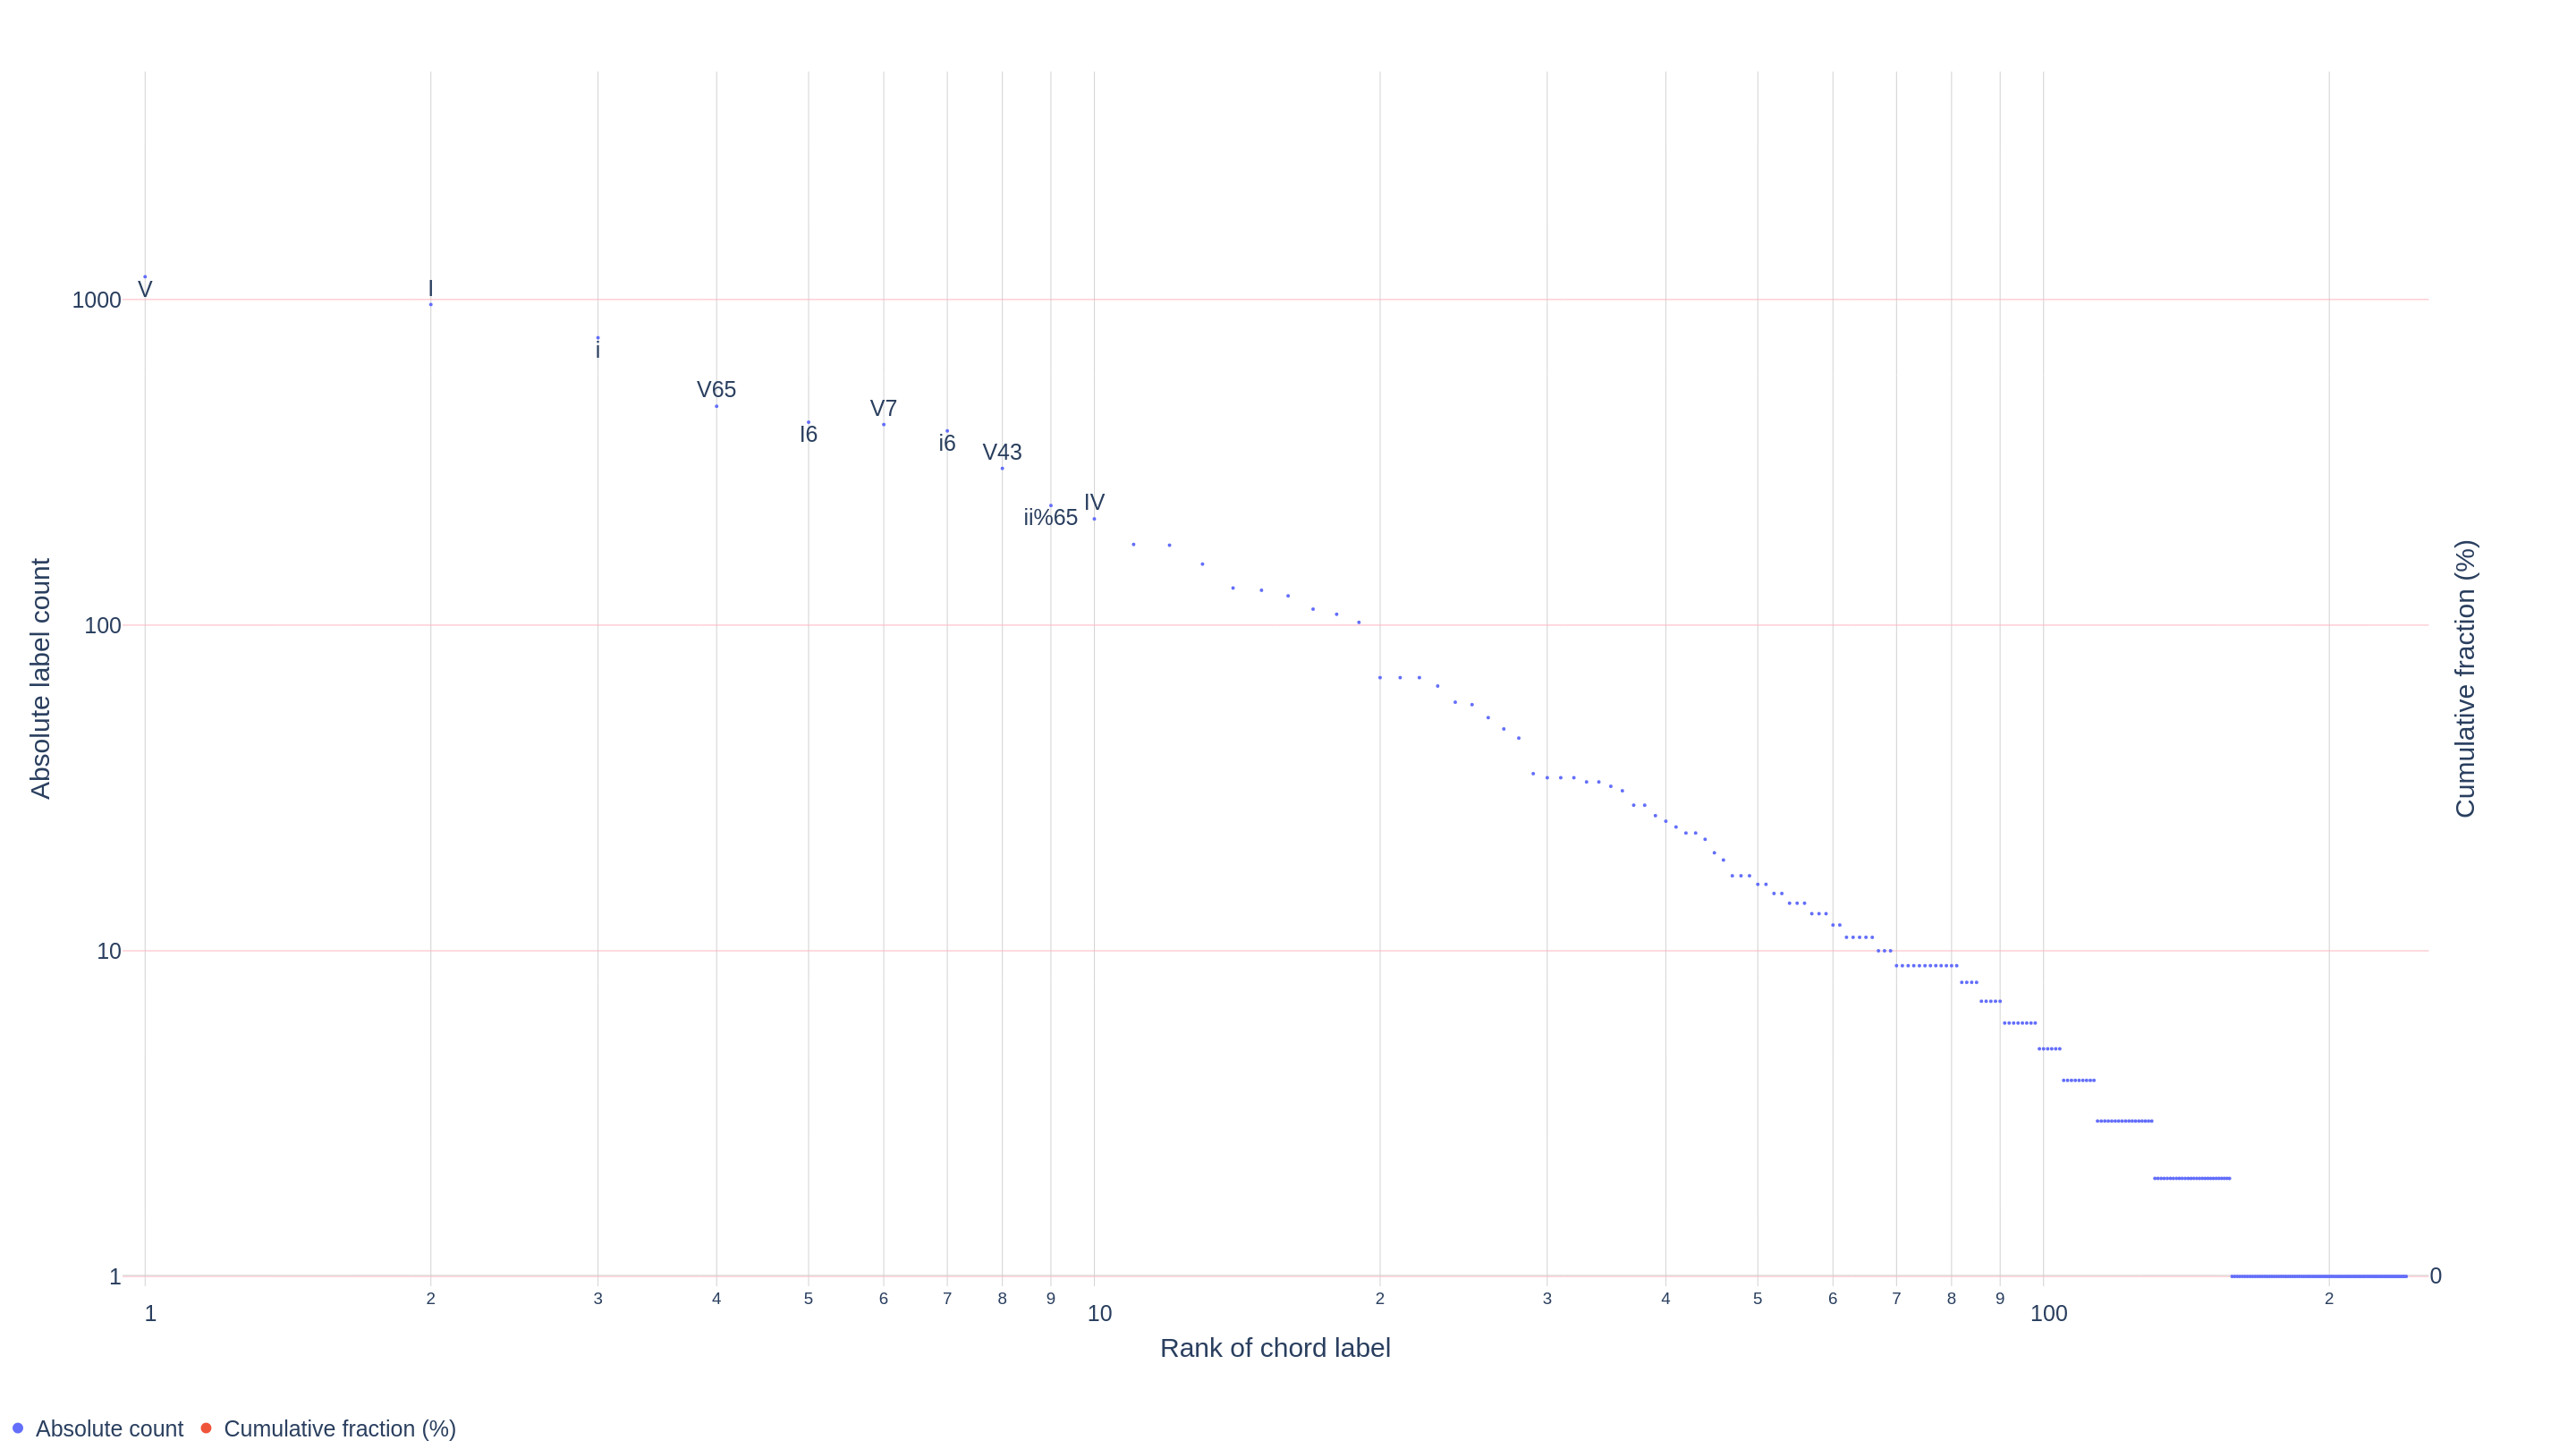 V
I
1000
i
V65
V7
I6
i6
V43
IV
ii%65
100
10
1
0
Absolute label count
Cumulative fraction (%)
2 3 4 5 6 7 8 9 2 3 4 5 6 7 8 9 2
1 10 100
Rank of chord label
Absolute count Cumulative fraction (%)